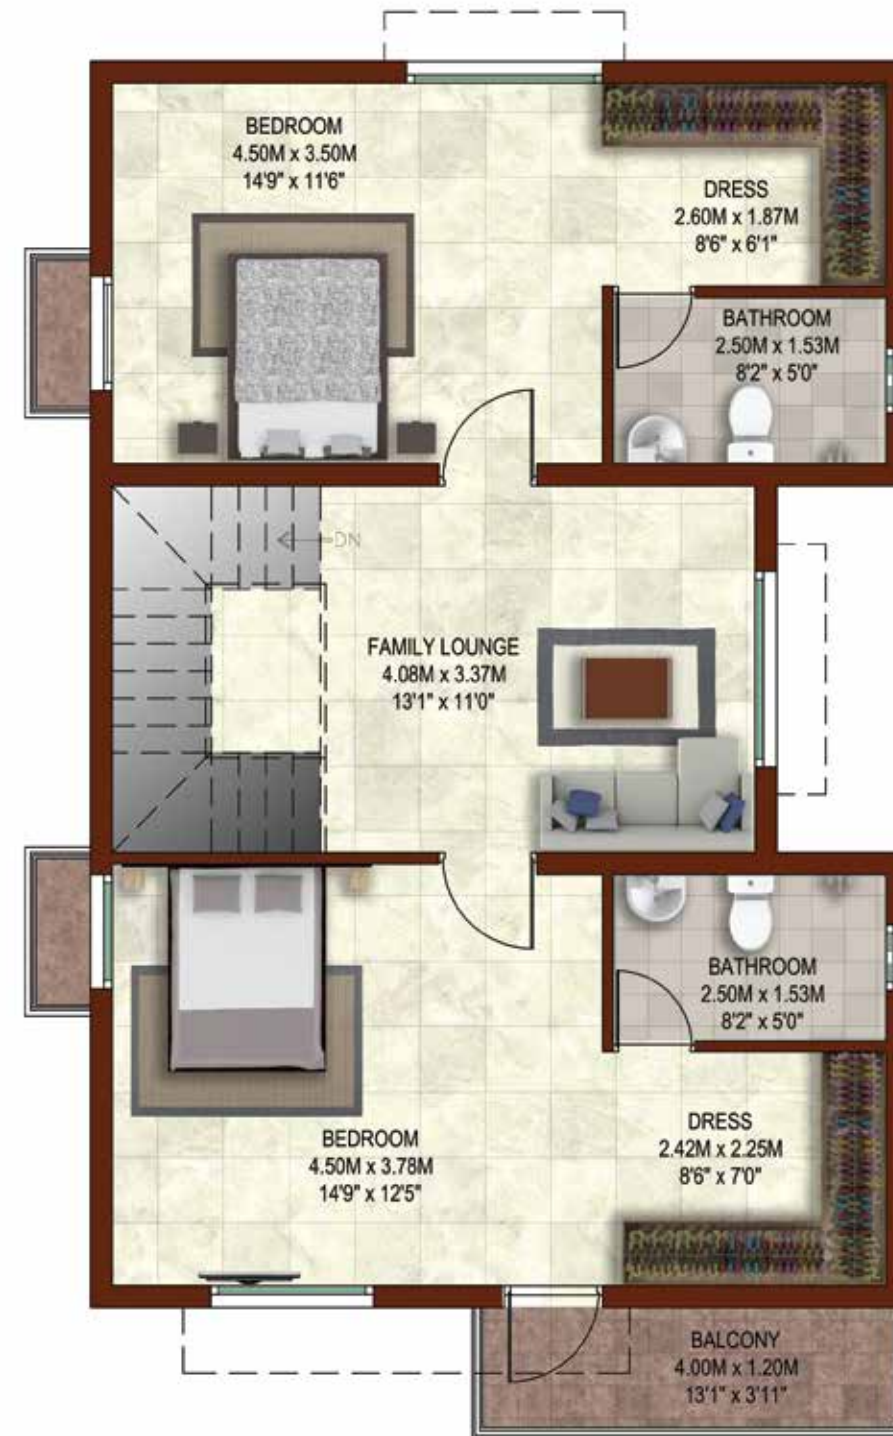 BEDROOM
4.50M x 3.50M
14'9" x 11'6"
DRESS
2.60M x 1.87M
8'6" x 6'1"
BATHROOM
2.50M x 1.53M
8'2" x 5'0"
DN
FAMILY LOUNGE
4.08M x 3.37M
13'1" x 11'0"
BATHROOM
2.50M x 1.53M
8'2" x 5'0"
BEDROOM
4.50M x 3.78M
14'9" x 12'5"
DRESS
2.42M x 2.25M
8'6" x 7'0"
BALCONY
4.00M x 1.20M
13'1" x 3'11"